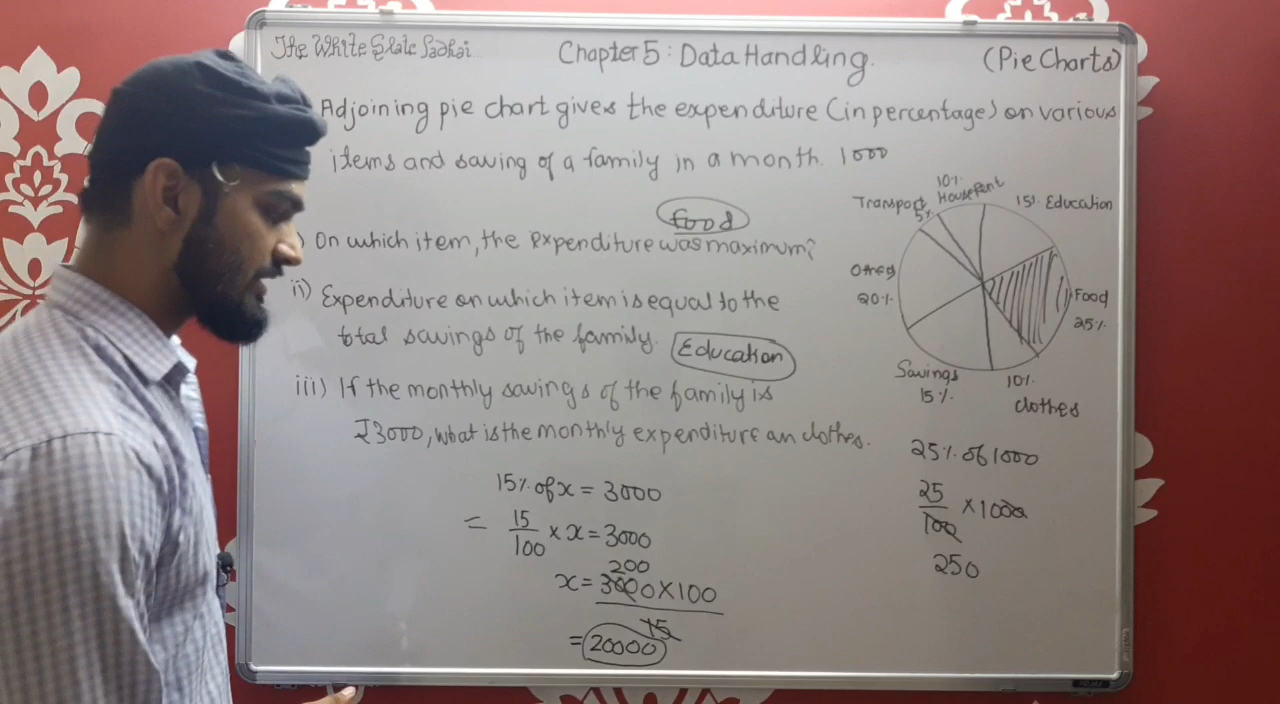 The White Slate Sadhai
Chapter 5: Data Handling.
(Pie Charts)
Adjoining pie chart gives the expenditure (in percentage) on various
items and saving of a family in a month. 1000
Food
) On which item, the expenditure was maximum?
ii) Expenditure on which item is equal to the
total savings of the family.
Education
iii) If the monthly savings of the family is
₹3000, what is the monthly expenditure an clothes.
15% of x = 3000
= 15/100 × x = 3000
200
x = 3000×100
15
= 20000
10%
House Rent
Transport
5%
15% Education
Others
20%
Food
25%
Savings
15%
10%
clothes
25% of 1000
25/100 × 1000
250